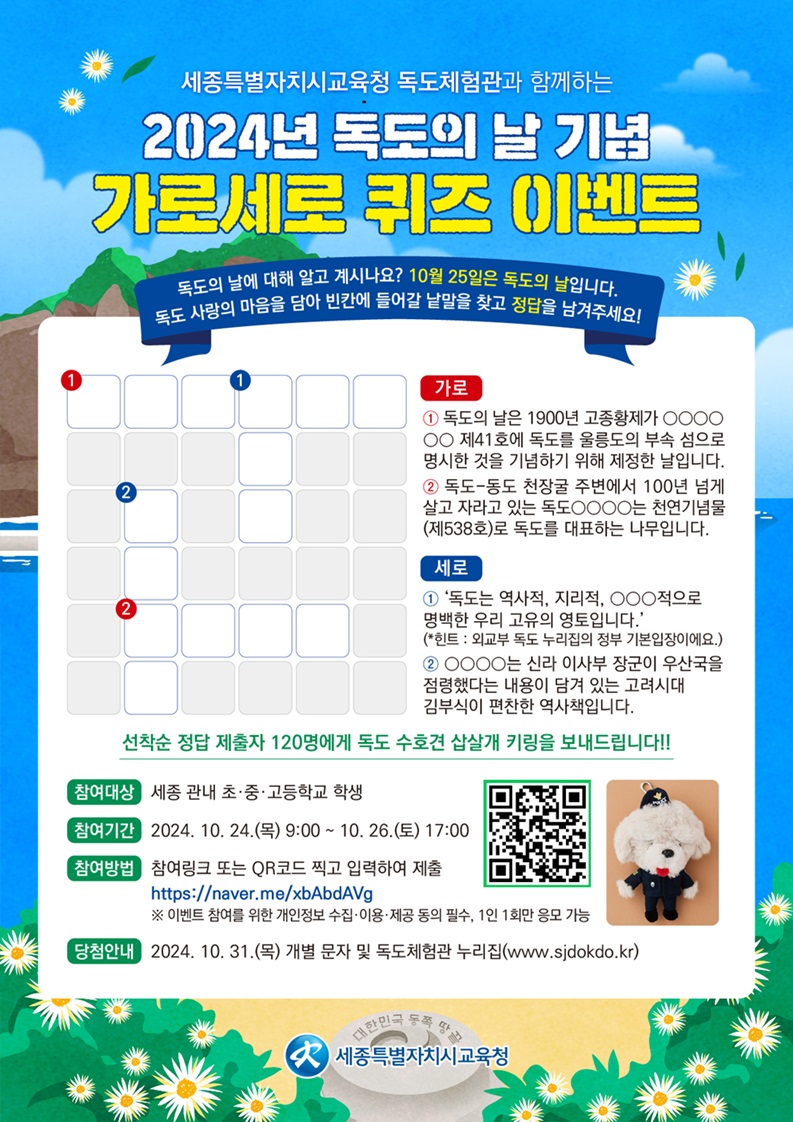 세종특별자치시교육청 독도체험관과 함께하는
2024년 독도의 날 기념
가로세로 퀴즈 이벤트
독도의 날에 대해 알고 계시나요? 10월 25일은 독도의 날입니다.
독도 사랑의 마음을 담아 빈칸에 들어갈 낱말을 찾고 정답을 남겨주세요!
1
1
2
2
가로
① 독도의 날은 1900년 고종황제가 ○○○○
○○ 제41호에 독도를 울릉도의 부속 섬으로
명시한 것을 기념하기 위해 제정한 날입니다.
② 독도-동도 천장굴 주변에서 100년 넘게
살고 자라고 있는 독도○○○○는 천연기념물
(제538호)로 독도를 대표하는 나무입니다.
세로
① '독도는 역사적, 지리적, ○○○적으로
명백한 우리 고유의 영토입니다.'
(*힌트 : 외교부 독도 누리집의 정부 기본입장이에요.)
② ○○○○는 신라 이사부 장군이 우산국을
점령했다는 내용이 담겨 있는 고려시대
김부식이 편찬한 역사책입니다.
선착순 정답 제출자 120명에게 독도 수호견 삽살개 키링을 보내드립니다!!
참여대상 세종 관내 초·중·고등학교 학생
참여기간 2024. 10. 24.(목) 9:00 ~ 10. 26.(토) 17:00
참여방법 참여링크 또는 QR코드 찍고 입력하여 제출
https://naver.me/xbAbdAVg
※ 이벤트 참여를 위한 개인정보 수집·이용·제공 동의 필수, 1인 1회만 응모 가능
당첨안내 2024. 10. 31.(목) 개별 문자 및 독도체험관 누리집(www.sjdokdo.kr)
대한민국 동쪽 땅끝
세종특별자치시교육청